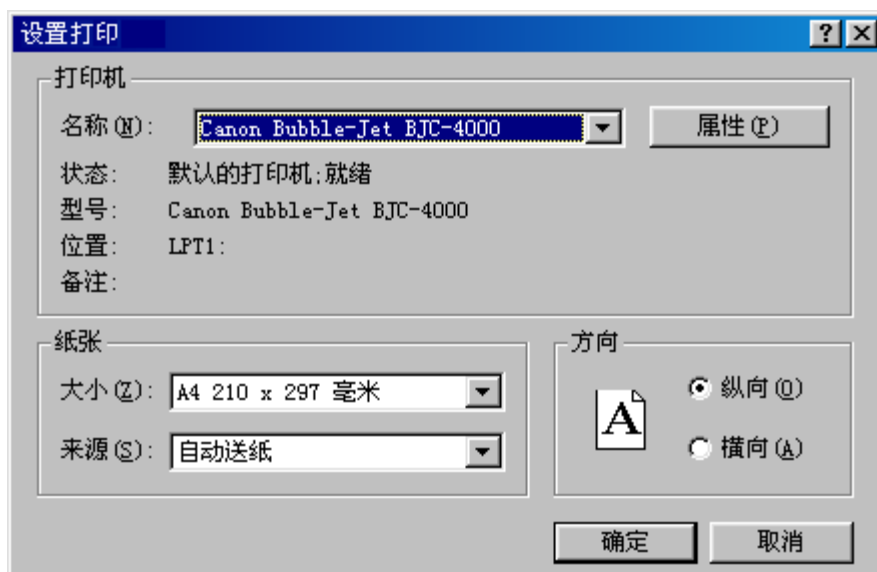 设置打印
打印机
名称(N): Canon Bubble-Jet BJC-4000 属性(P)
状态: 默认的打印机;就绪
型号: Canon Bubble-Jet BJC-4000
位置: LPT1:
备注:
纸张
大小(Z): A4 210 x 297 毫米
来源(S): 自动送纸
方向
A
纵向(O)
横向(A)
确定 取消